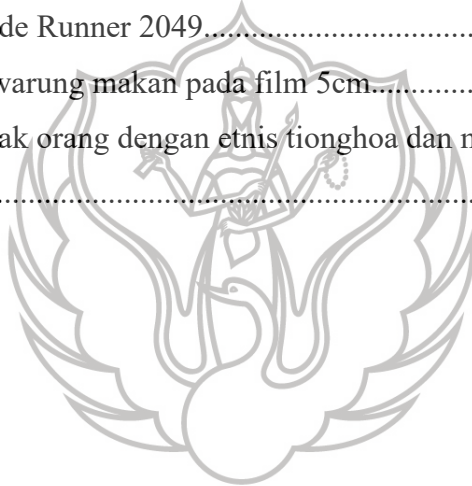 de Runner 2049....................................
warung makan pada film 5cm.............
ak orang dengan etnis tionghoa dan
................................................................